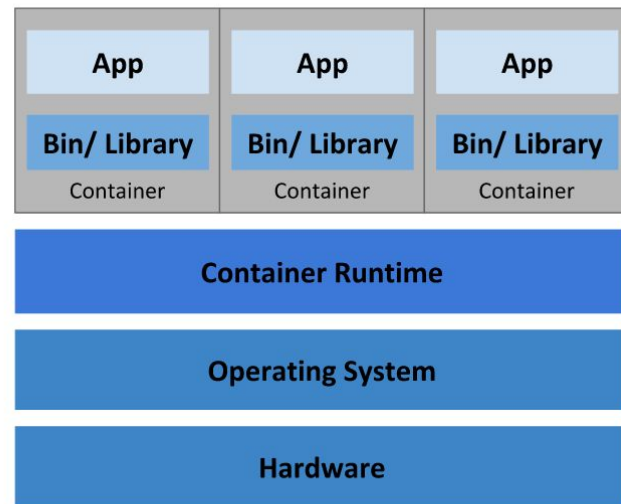 App App App
Bin/ Library Bin/ Library Bin/ Library
Container Container Container
Container Runtime
Operating System
Hardware